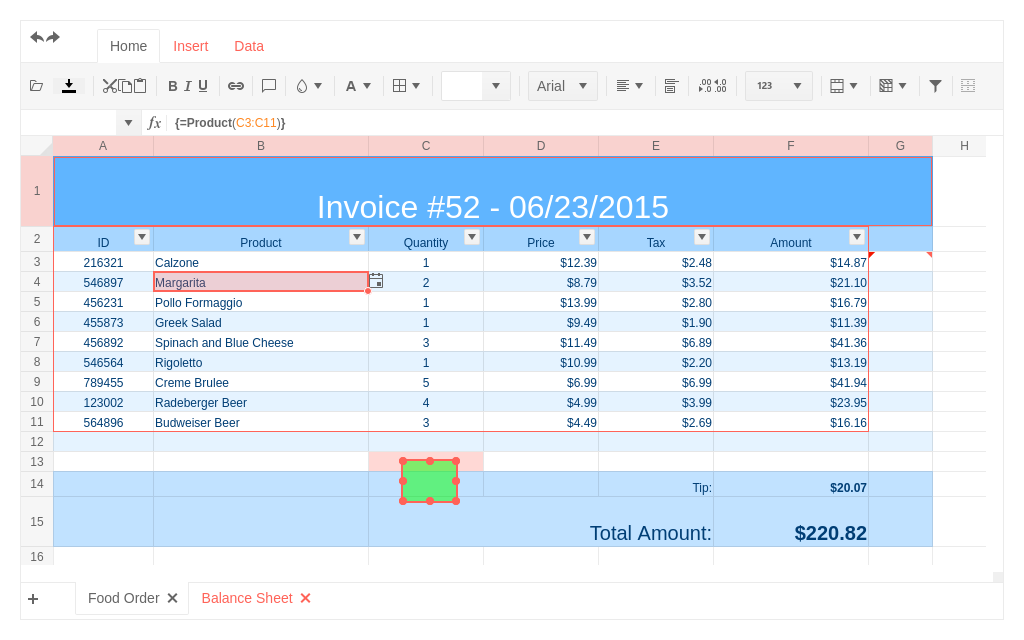 Home Insert Data
B I U A Arial .00 .0 .0 .00 123
fx {=Product(C3:C11)}
A B C D E F G H
1 Invoice #52 - 06/23/2015
2 ID Product Quantity Price Tax Amount
3 216321 Calzone 1 $12.39 $2.48 $14.87
4 546897 Margarita 2 $8.79 $3.52 $21.10
5 456231 Pollo Formaggio 1 $13.99 $2.80 $16.79
6 455873 Greek Salad 1 $9.49 $1.90 $11.39
7 456892 Spinach and Blue Cheese 3 $11.49 $6.89 $41.36
8 546564 Rigoletto 1 $10.99 $2.20 $13.19
9 789455 Creme Brulee 5 $6.99 $6.99 $41.94
10 123002 Radeberger Beer 4 $4.99 $3.99 $23.95
11 564896 Budweiser Beer 3 $4.49 $2.69 $16.16
12
13
14 Tip: $20.07
15 Total Amount: $220.82
16
Food Order Balance Sheet